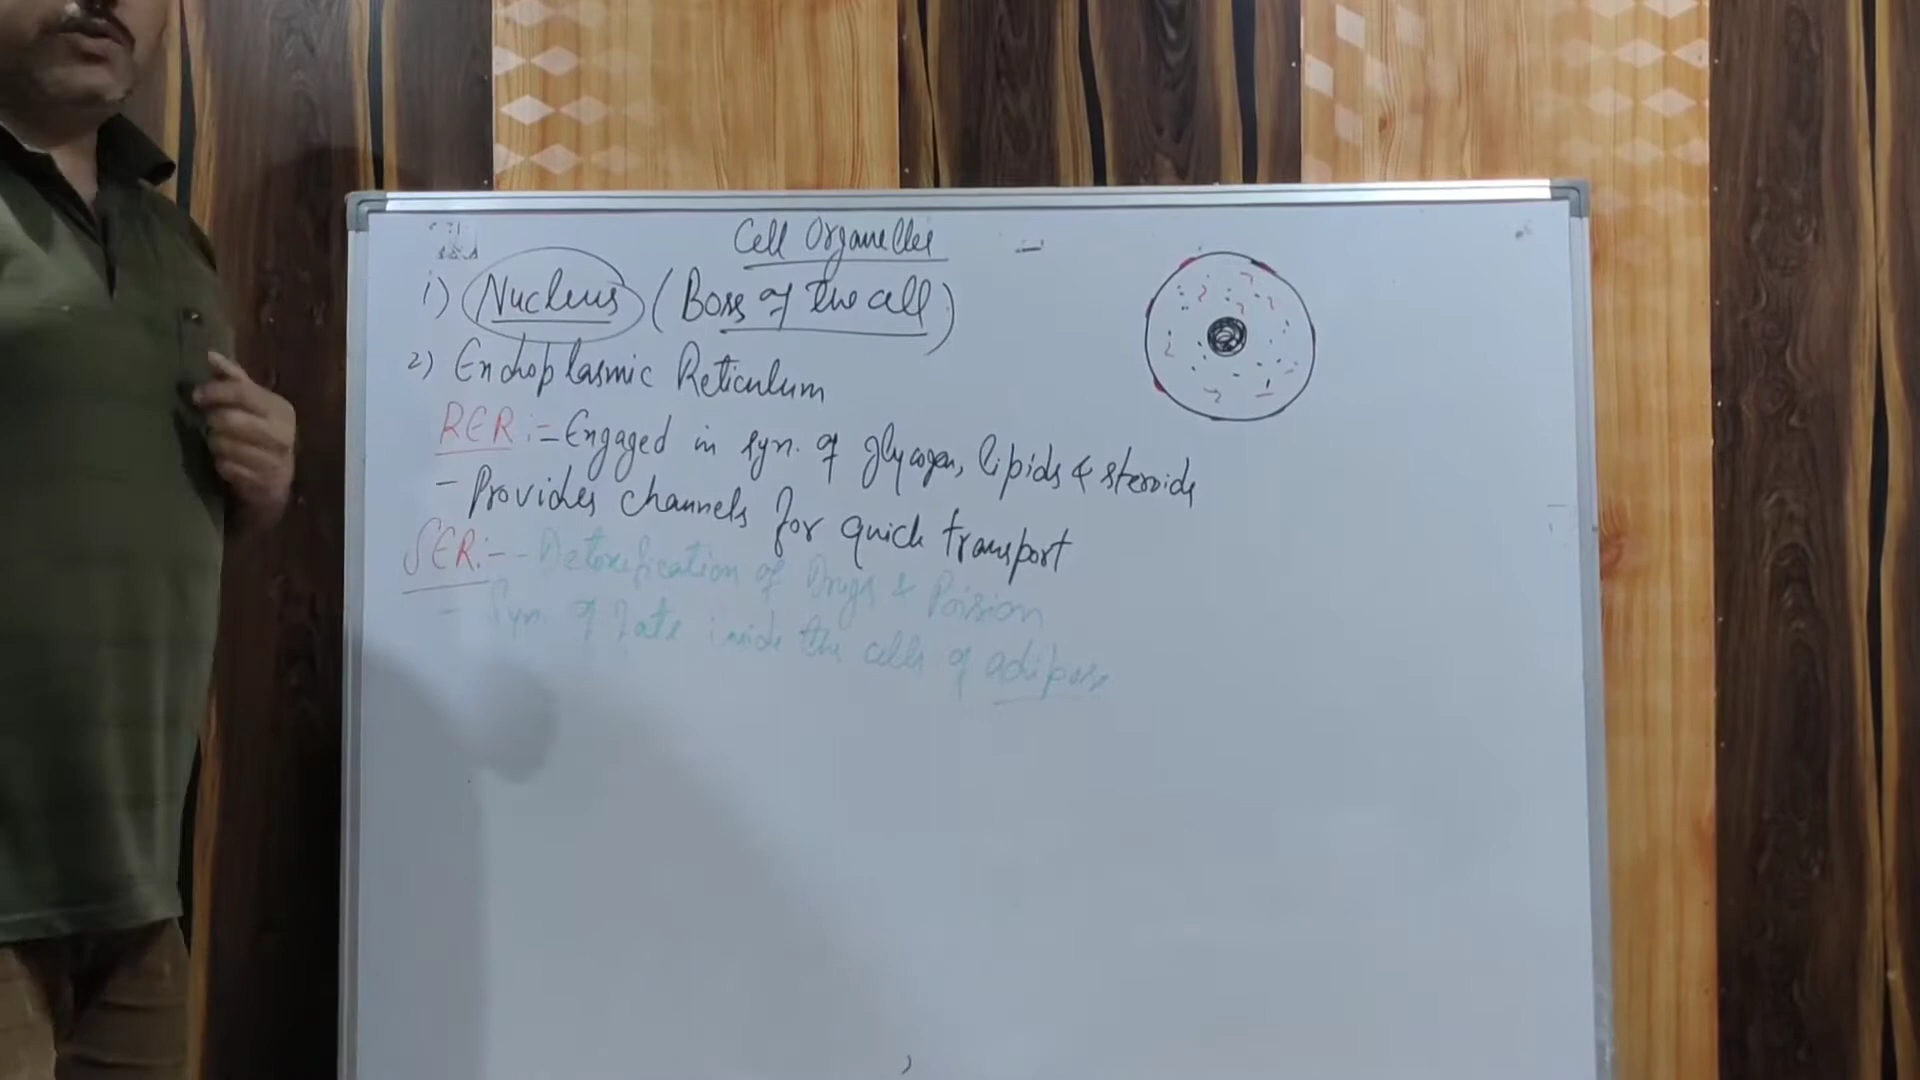 Cell Organelles
1) Nucleus (Boss of the cell)
2) Endoplasmic Reticulum
RER :- Engaged in syn. of glycogen, lipids & steroids
- Provides channels for quick transport
SER:- - Detoxification of Drugs & Poision
- Syn. of fats inside the cells of adipose